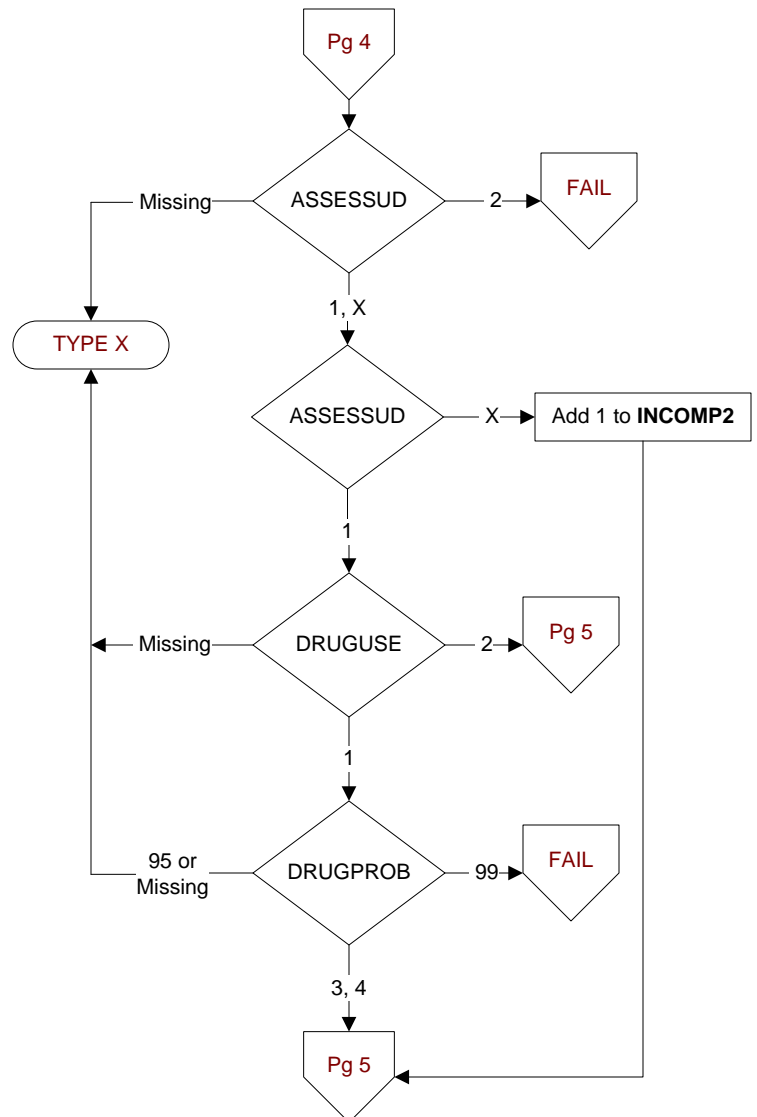 Pg 4
Missing
ASSESSUD
2
FAIL
1, X
TYPE X
ASSESSUD
X
Add 1 to INCOMP2
1
Missing
DRUGUSE
2
Pg 5
1
95 or
Missing
DRUGPROB
99
FAIL
3, 4
Pg 5